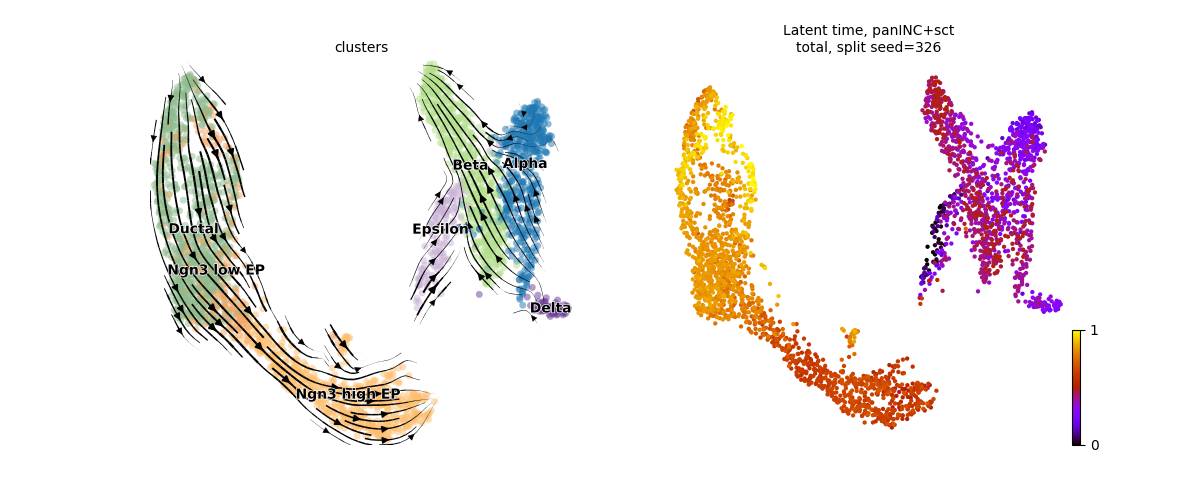 clusters
Beta
Alpha
Epsilon
Ductal
Ngn3 low EP
Delta
Ngn3 high EP
Latent time, panINC+sct
total, split seed=326
1
0